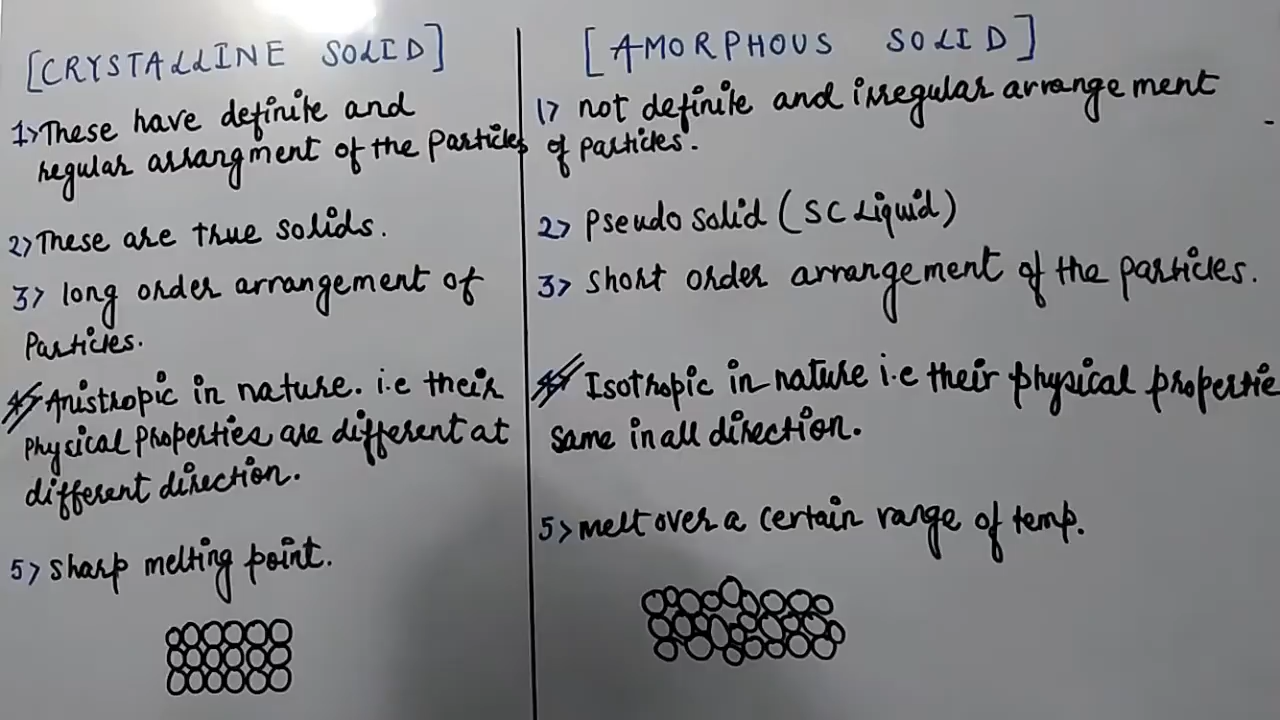 [CRYSTALLINE SOLID]
1> These have definite and
regular arrangment of the Particles
2) These are true solids.
3> long order arrangement of
Particles.
4> Anistropic in nature. i.e their
Physical Properties are different at
different direction.
5> sharp melting point.
[AMORPHOUS SOLID]
1> not definite and irregular arrangement
of particles.
2> Pseudo solid (SC Liquid)
3> short order arrangement of the particles.
4> Isotropic in nature i.e their physical propertie
same in all direction.
5> melt over a certain range of temp.